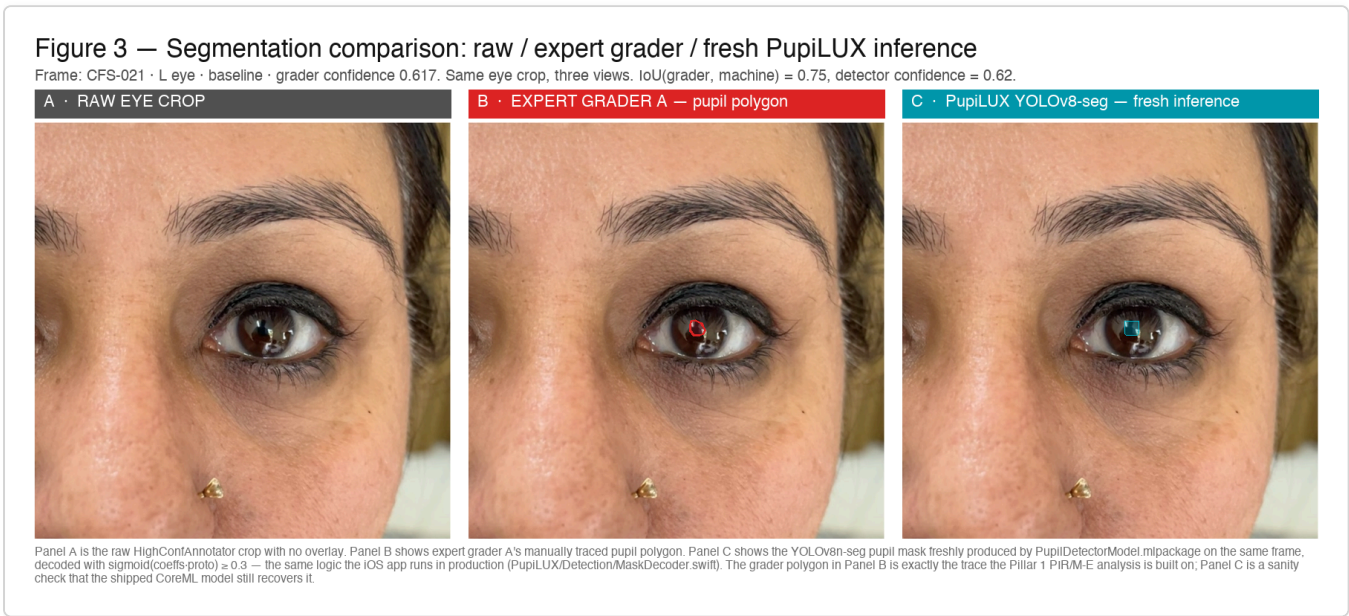 Figure 3 — Segmentation comparison: raw / expert grader / fresh PupiLUX inference
Frame: CFS-021 · L eye · baseline · grader confidence 0.617. Same eye crop, three views. IoU(grader, machine) = 0.75, detector confidence = 0.62.
A · RAW EYE CROP
B · EXPERT GRADER A — pupil polygon
C · PupiLUX YOLOv8-seg — fresh inference
Panel A is the raw HighConfAnnotator crop with no overlay. Panel B shows expert grader A's manually traced pupil polygon. Panel C shows the YOLOv8n-seg pupil mask freshly produced by PupilDetectorModel.mlpackage on the same frame,
decoded with sigmoid(coeffs·proto) ≥ 0.3 — the same logic the iOS app runs in production (PupiLUX/Detection/MaskDecoder.swift). The grader polygon in Panel B is exactly the trace the Pillar 1 PIR/M-E analysis is built on; Panel C is a sanity
check that the shipped CoreML model still recovers it.